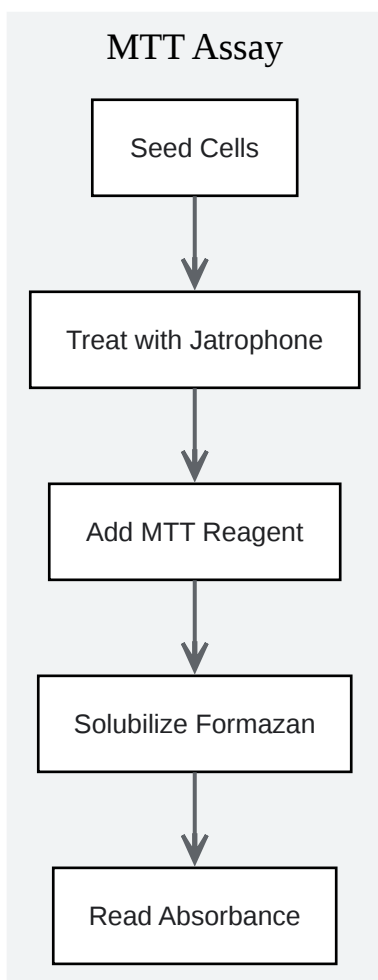 MTT Assay
Seed Cells
Treat with Jatrophone
Add MTT Reagent
Solubilize Formazan
Read Absorbance